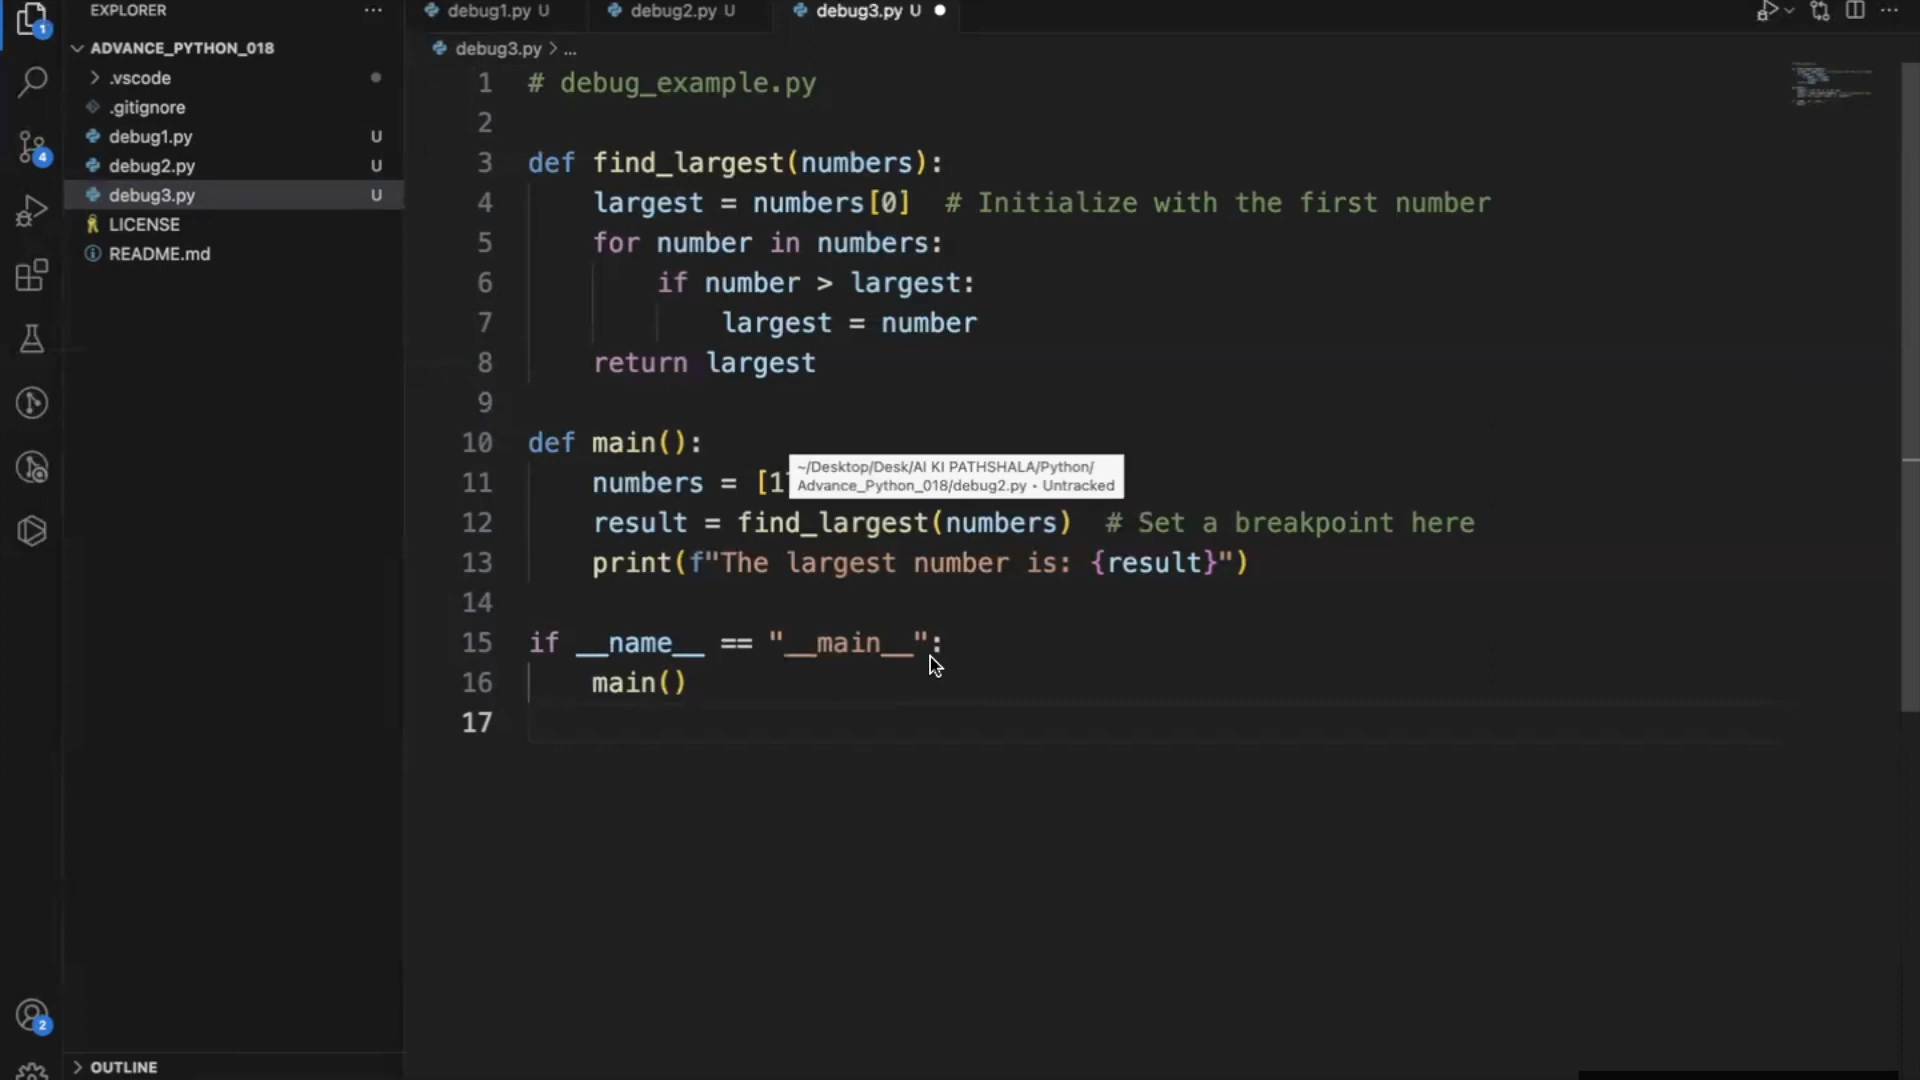 EXPLORER
ADVANCE_PYTHON_018
.vscode
.gitignore
debug1.py U
debug2.py U
debug3.py U
LICENSE
README.md
OUTLINE
1
4
2
debug1.py U debug2.py U debug3.py U
debug3.py > ...
1 # debug_example.py
2
3 def find_largest(numbers):
4 largest = numbers[0] # Initialize with the first number
5 for number in numbers:
6 if number > largest:
7 largest = number
8 return largest
9
10 def main():
~/Desktop/Desk/AI KI PATHSHALA/Python/
Advance_Python_018/debug2.py • Untracked
11 numbers = [1
12 result = find_largest(numbers) # Set a breakpoint here
13 print(f"The largest number is: {result}")
14
15 if __name__ == "__main__":
16 main()
17